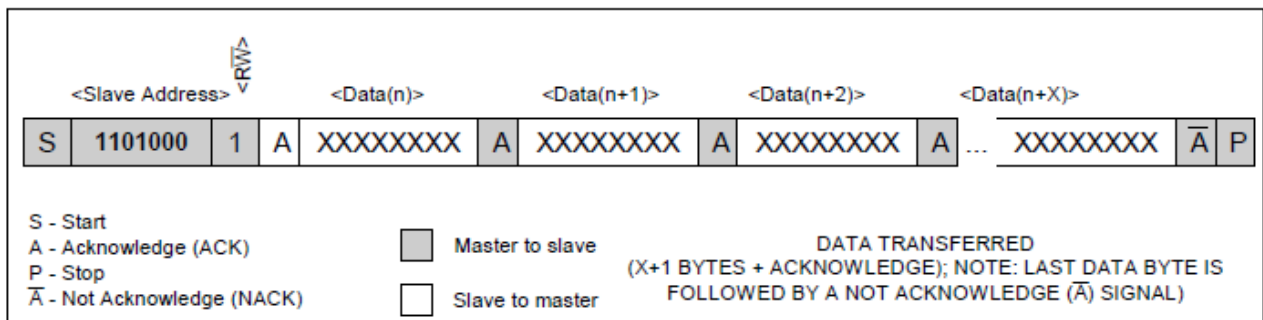 <RW̅>
<Slave Address> <Data(n)> <Data(n+1)> <Data(n+2)> <Data(n+X)>
S 1101000 1 A XXXXXXXX A XXXXXXXX A XXXXXXXX A ... XXXXXXXX A̅ P
S - Start
A - Acknowledge (ACK)
P - Stop
A̅ - Not Acknowledge (NACK)
Master to slave
Slave to master
DATA TRANSFERRED
(X+1 BYTES + ACKNOWLEDGE); NOTE: LAST DATA BYTE IS
FOLLOWED BY A NOT ACKNOWLEDGE (A̅) SIGNAL)